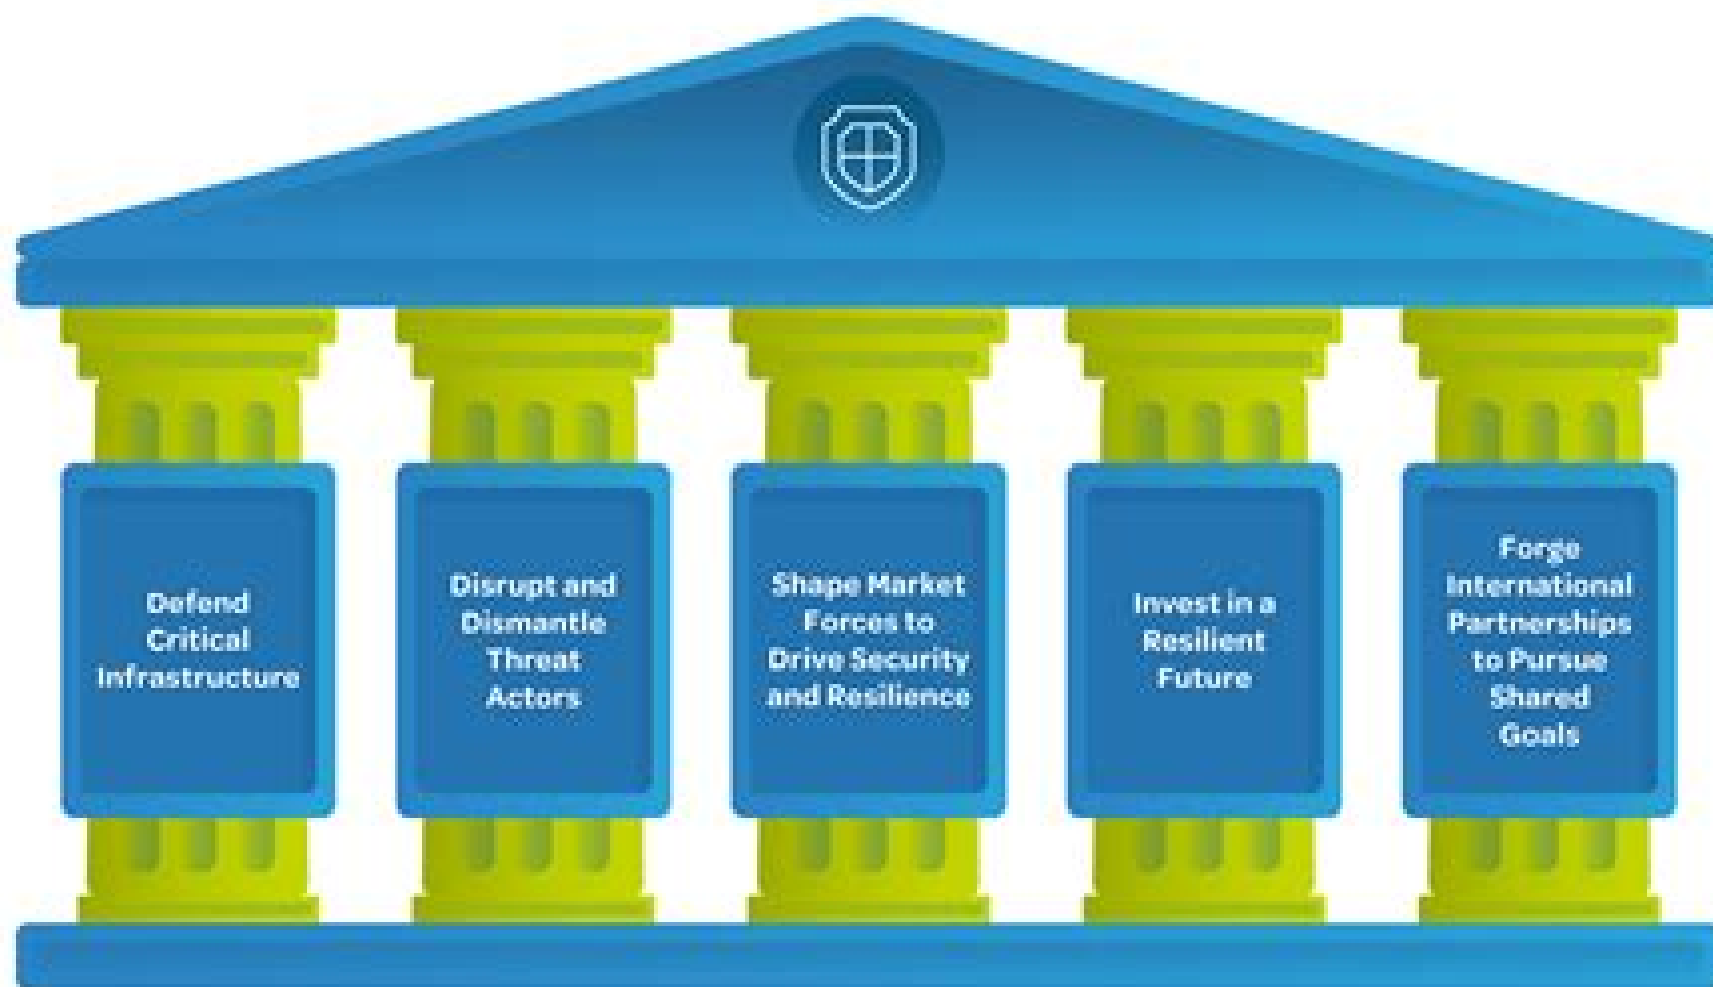 Defend
Critical
Infrastructure
Disrupt and
Dismantle
Threat
Actors
Shape Market
Forces to
Drive Security
and Resilience
Invest in a
Resilient
Future
Forge
International
Partnerships
to Pursue
Shared
Goals